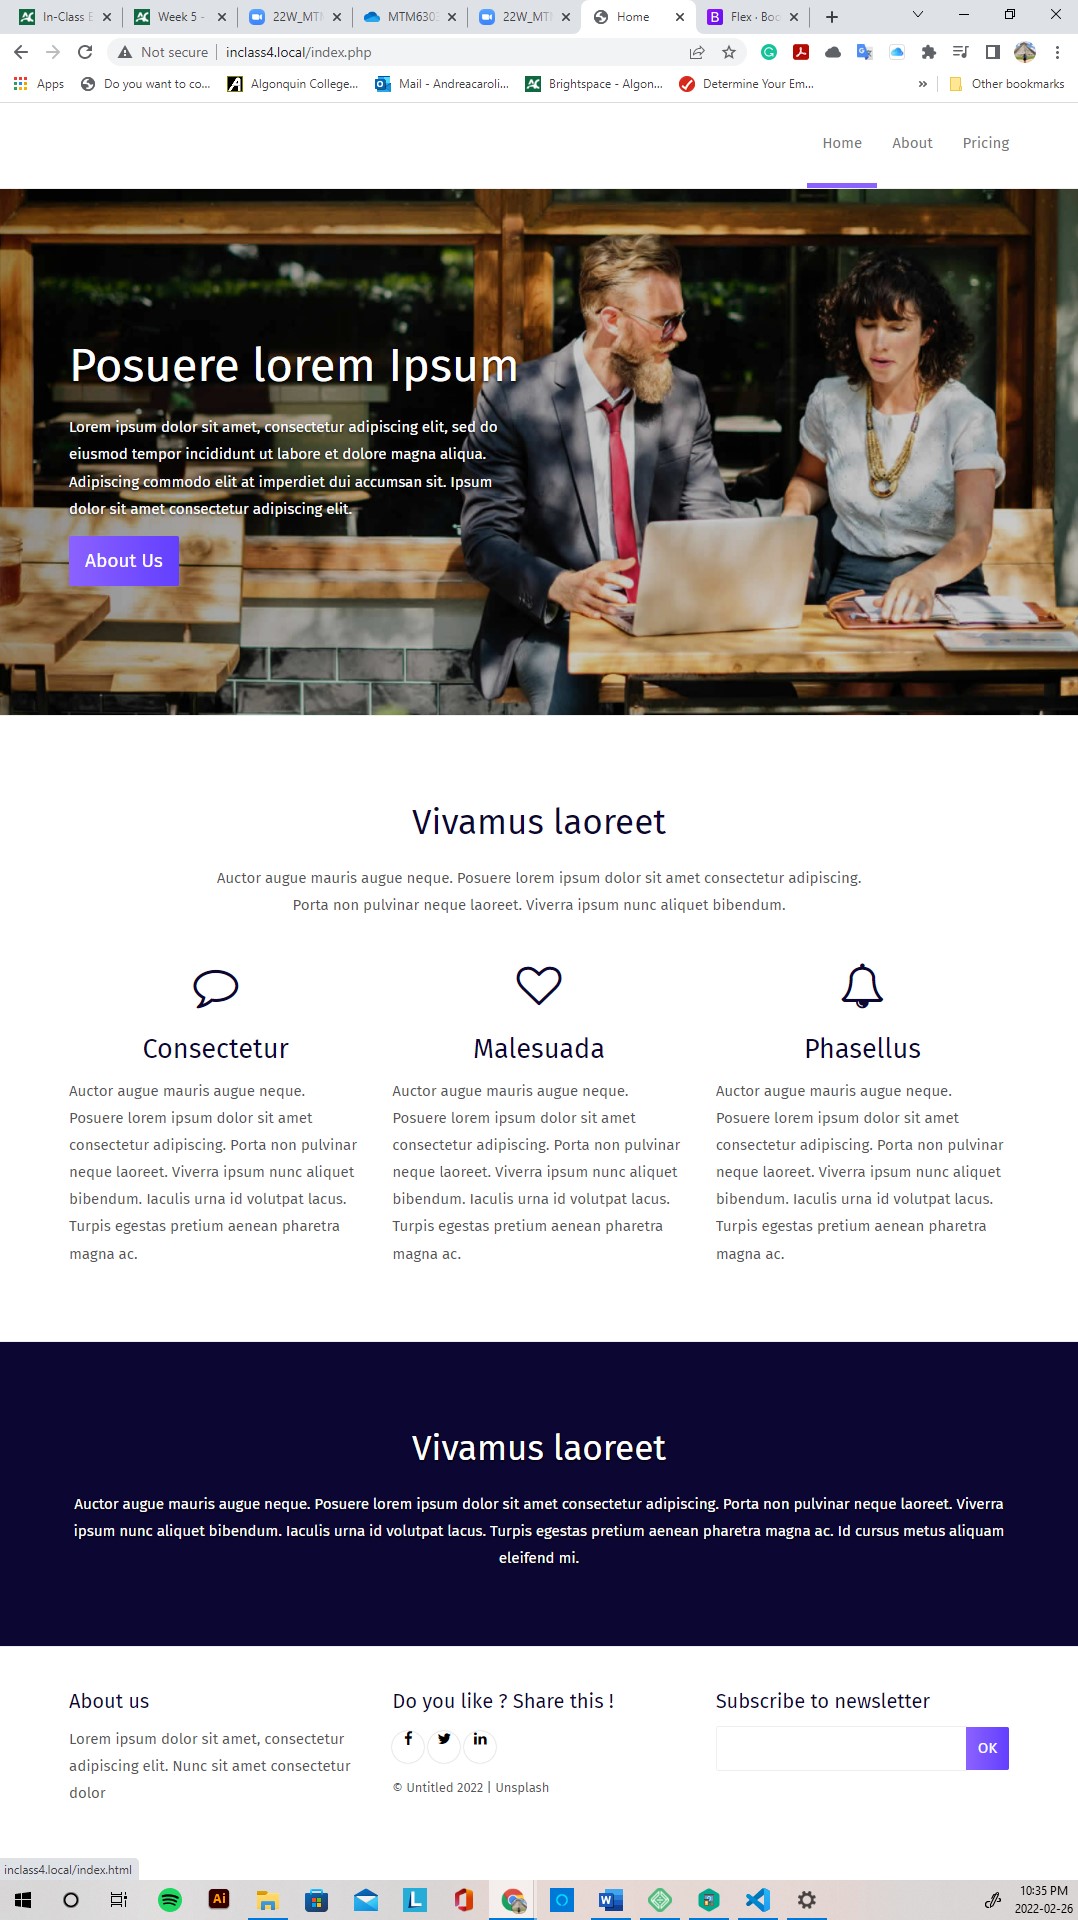 In-Class E
Week 5 -
22W_MTM
MTM6303
22W_MTM
Home
Flex · Boo
Not secure
inclass4.local/index.php
Apps
Do you want to co...
Algonquin College...
Mail - Andreacaroli...
Brightspace - Algon...
Determine Your Em...
»
Other bookmarks
Home
About
Pricing
Posuere lorem Ipsum
Lorem ipsum dolor sit amet, consectetur adipiscing elit, sed do
eiusmod tempor incididunt ut labore et dolore magna aliqua.
Adipiscing commodo elit at imperdiet dui accumsan sit. Ipsum
dolor sit amet consectetur adipiscing elit.
About Us
Vivamus laoreet
Auctor augue mauris augue neque. Posuere lorem ipsum dolor sit amet consectetur adipiscing.
Porta non pulvinar neque laoreet. Viverra ipsum nunc aliquet bibendum.
Consectetur
Auctor augue mauris augue neque.
Posuere lorem ipsum dolor sit amet
consectetur adipiscing. Porta non pulvinar
neque laoreet. Viverra ipsum nunc aliquet
bibendum. Iaculis urna id volutpat lacus.
Turpis egestas pretium aenean pharetra
magna ac.
Malesuada
Auctor augue mauris augue neque.
Posuere lorem ipsum dolor sit amet
consectetur adipiscing. Porta non pulvinar
neque laoreet. Viverra ipsum nunc aliquet
bibendum. Iaculis urna id volutpat lacus.
Turpis egestas pretium aenean pharetra
magna ac.
Phasellus
Auctor augue mauris augue neque.
Posuere lorem ipsum dolor sit amet
consectetur adipiscing. Porta non pulvinar
neque laoreet. Viverra ipsum nunc aliquet
bibendum. Iaculis urna id volutpat lacus.
Turpis egestas pretium aenean pharetra
magna ac.
Vivamus laoreet
Auctor augue mauris augue neque. Posuere lorem ipsum dolor sit amet consectetur adipiscing. Porta non pulvinar neque laoreet. Viverra
ipsum nunc aliquet bibendum. Iaculis urna id volutpat lacus. Turpis egestas pretium aenean pharetra magna ac. Id cursus metus aliquam
eleifend mi.
About us
Lorem ipsum dolor sit amet, consectetur
adipiscing elit. Nunc sit amet consectetur
dolor
Do you like ? Share this !
© Untitled 2022 | Unsplash
Subscribe to newsletter
OK
inclass4.local/index.html
10:35 PM
2022-02-26